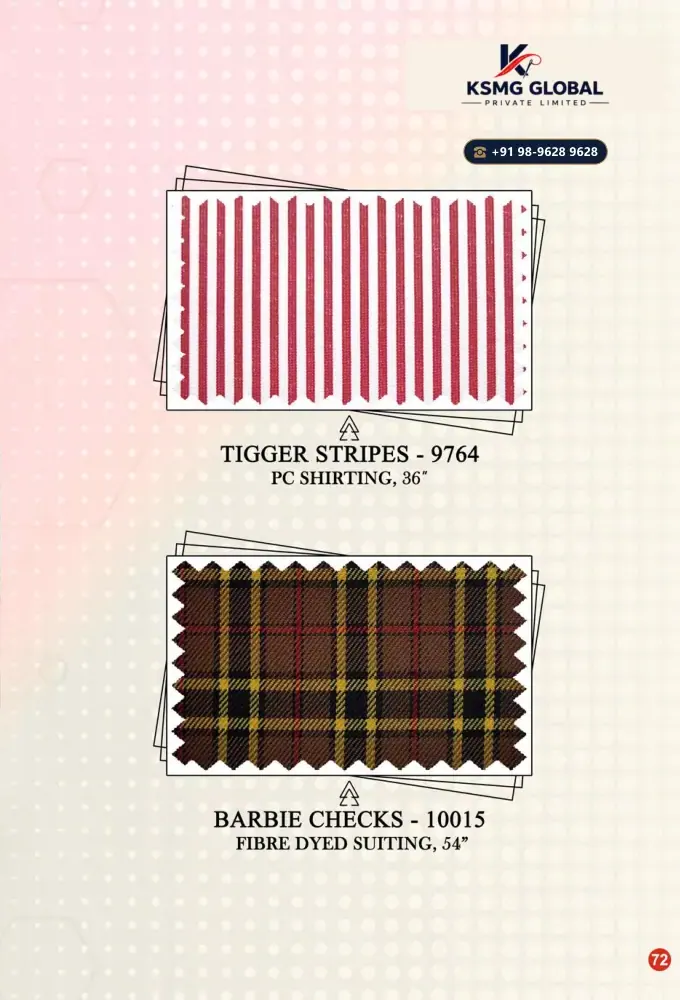 KSMG GLOBAL
PRIVATE LIMITED
+91 98-9628 9628
TIGGER STRIPES - 9764
PC SHIRTING, 36"
BARBIE CHECKS - 10015
FIBRE DYED SUITING, 54”
72